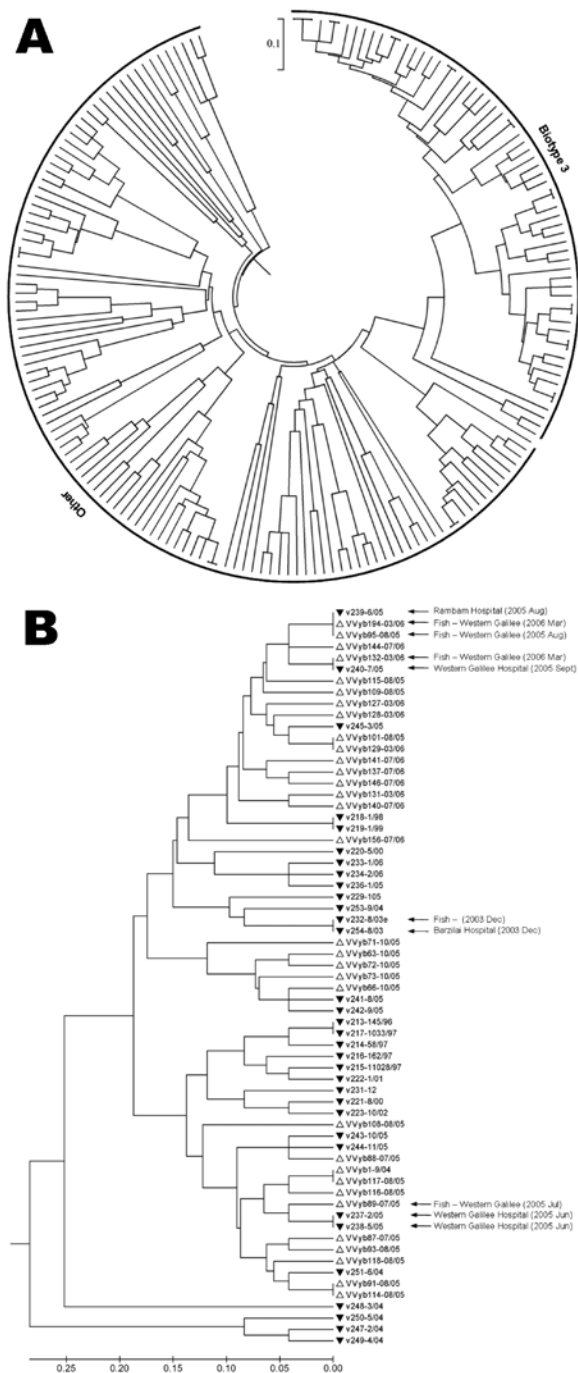 A
0.1
Biotype 3
Other
B
v239-6/05 Rambam Hospital (2005 Aug)
VVyb194-03/06 Fish – Western Galilee (2006 Mar)
VVyb95-08/05 Fish – Western Galilee (2005 Aug)
VVyb144-07/06
VVyb132-03/06 Fish – Western Galilee (2006 Mar)
v240-7/05 Western Galilee Hospital (2005 Sept)
VVyb115-08/05
VVyb109-08/05
VVyb127-03/06
VVyb128-03/06
v245-3/05
VVyb101-08/05
VVyb129-03/06
VVyb141-07/06
VVyb137-07/06
VVyb146-07/06
VVyb131-03/06
VVyb140-07/06
v218-1/98
v219-1/99
VVyb156-07/06
v220-5/00
v233-1/06
v234-2/06
v236-1/05
v229-105
v253-9/04
v232-8/03e Fish – (2003 Dec)
v254-8/03 Barzilai Hospital (2003 Dec)
VVyb71-10/05
VVyb63-10/05
VVyb72-10/05
VVyb73-10/05
VVyb66-10/05
v241-8/05
v242-9/05
v213-145/96
v217-1033/97
v214-58/97
v216-162/97
v215-11028/97
v222-1/01
v231-12
v221-8/00
v223-10/02
VVyb108-08/05
v243-10/05
v244-11/05
VVyb88-07/05
VVyb1-9/04
VVyb117-08/05
VVyb116-08/05
VVyb89-07/05 Fish – Western Galilee (2005 Jul)
v237-2/05 Western Galilee Hospital (2005 Jun)
v238-5/05 Western Galilee Hospital (2005 Jun)
VVyb87-07/05
VVyb93-08/05
VVyb118-08/05
v251-6/04
VVyb91-08/05
VVyb114-08/05
v248-3/04
v250-5/04
v247-2/04
v249-4/04
0.25 0.20 0.15 0.10 0.05 0.00